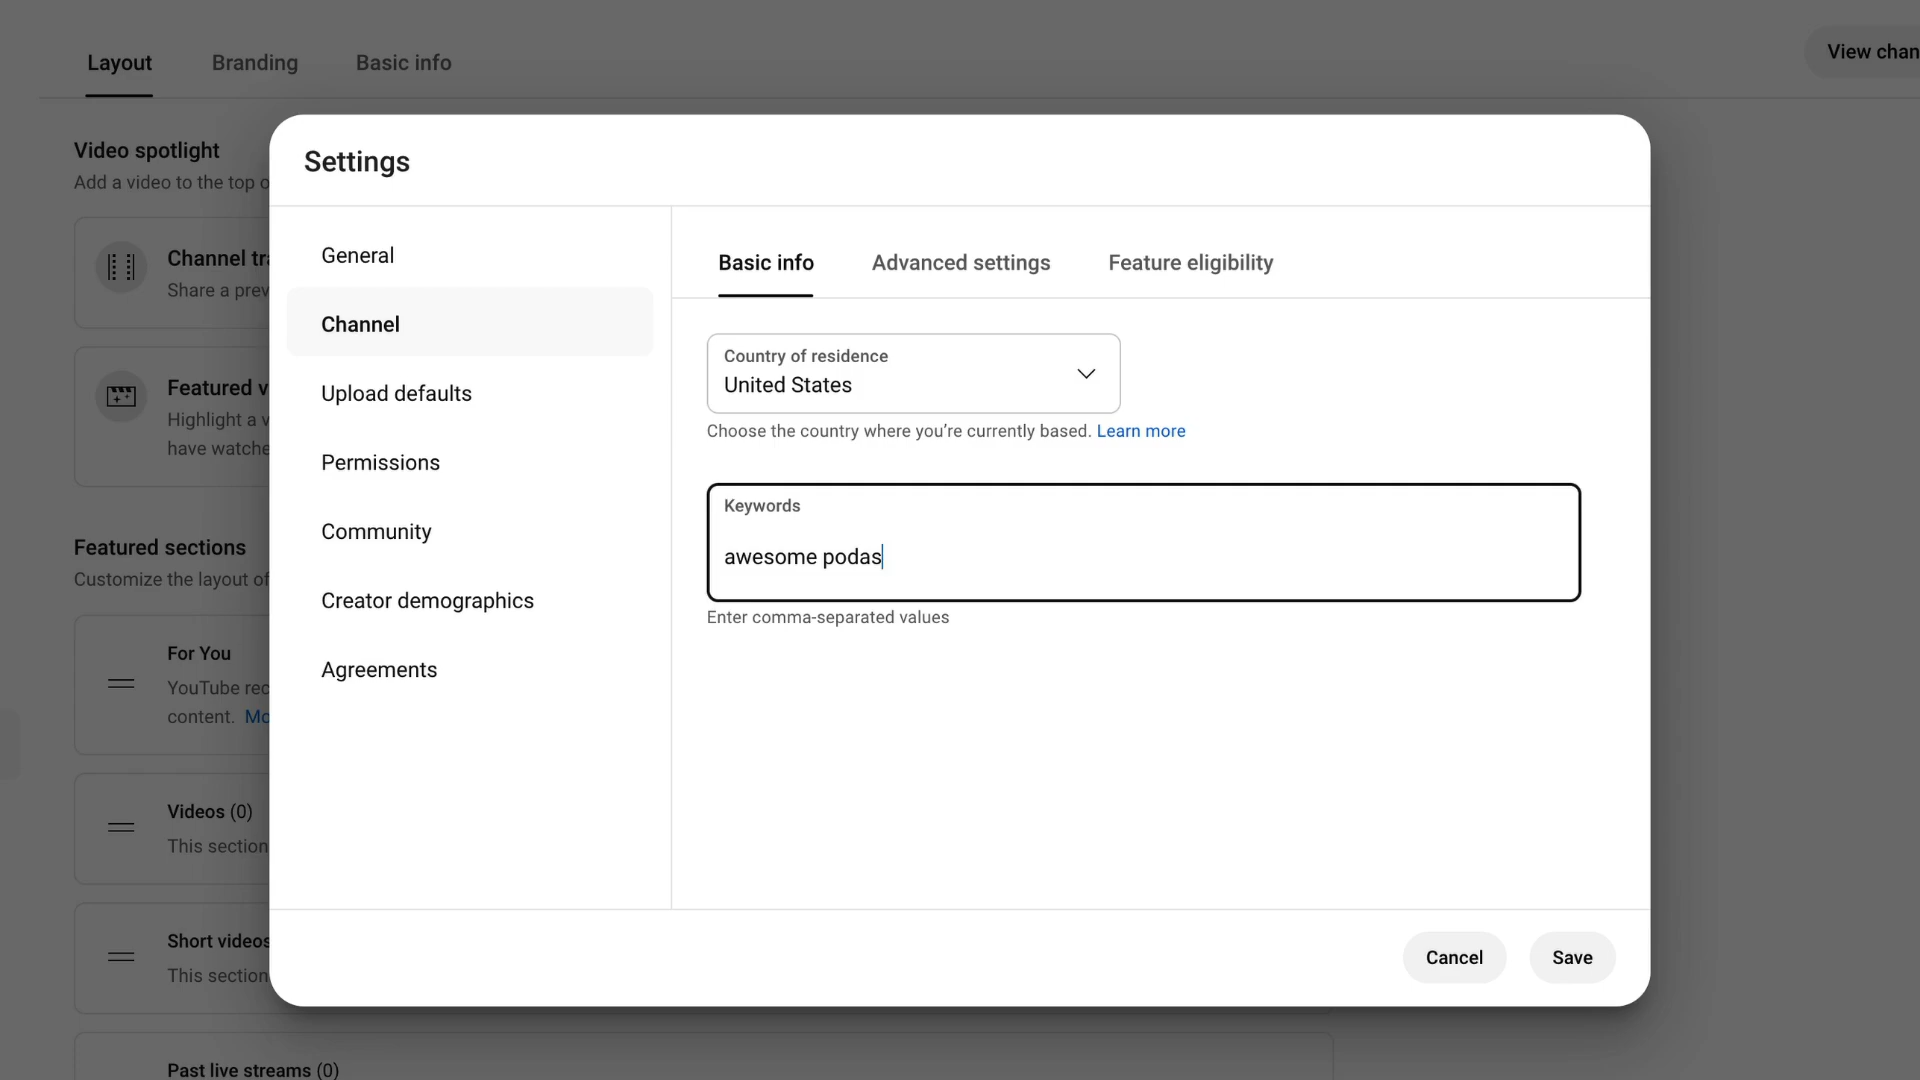 Layout
Branding
Basic info
View chan
Video spotlight
Add a video to the top o
Channel tra
Share a prev
Featured v
Highlight a v
have watche
Featured sections
Customize the layout of
For You
YouTube rec
content. Mo
Videos (0)
This section
Short videos
This section
Past live streams (0)
Settings
General
Channel
Upload defaults
Permissions
Community
Creator demographics
Agreements
Basic info
Advanced settings
Feature eligibility
Country of residence
United States
Choose the country where you’re currently based. Learn more
Keywords
awesome podas
Enter comma-separated values
Cancel
Save